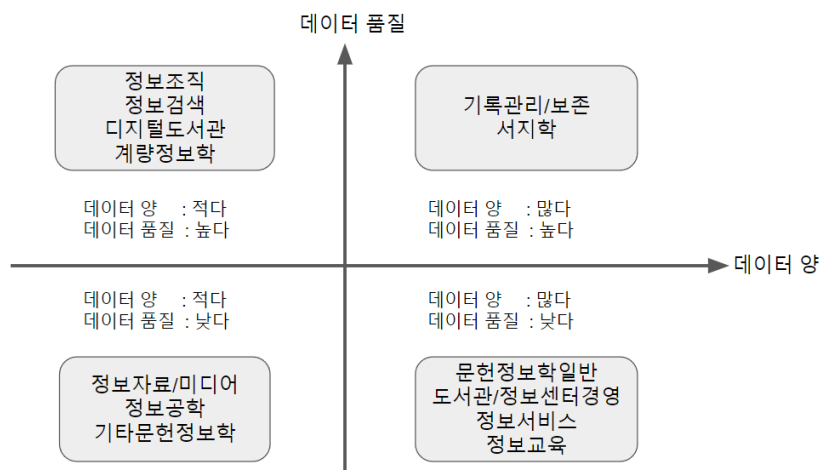 데이터 품질
정보조직
정보검색
디지털도서관
계량정보학
기록관리/보존
서지학
데이터 양 : 적다
데이터 품질 : 높다
데이터 양 : 많다
데이터 품질 : 높다
데이터 양
데이터 양 : 적다
데이터 품질 : 낮다
데이터 양 : 많다
데이터 품질 : 낮다
정보자료/미디어
정보공학
기타문헌정보학
문헌정보학일반
도서관/정보센터경영
정보서비스
정보교육